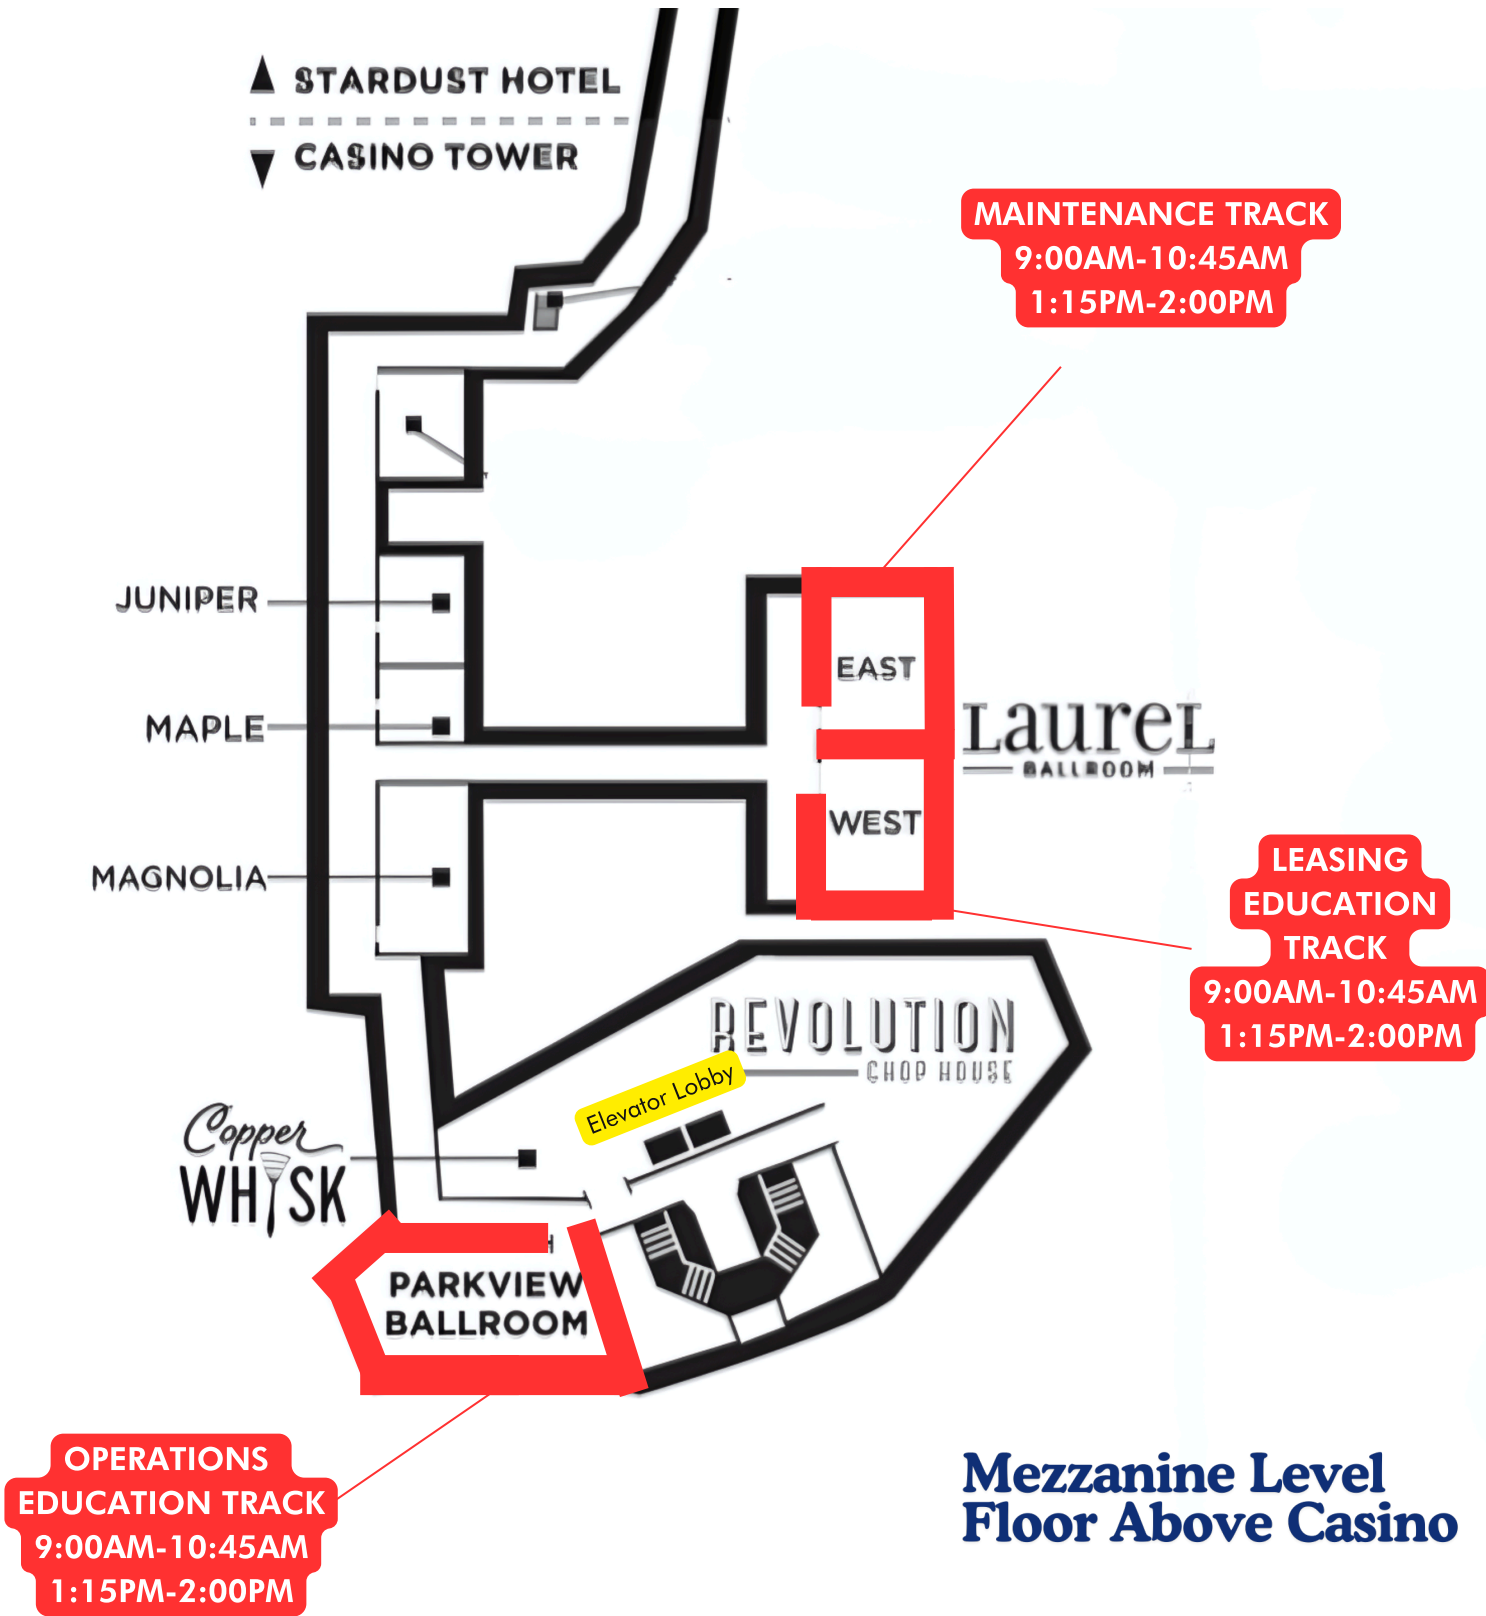 STARDUST HOTEL
CASINO TOWER
MAINTENANCE TRACK
9:00AM-10:45AM
1:15PM-2:00PM
JUNIPER
EAST
MAPLE
LaureL
BALLROOM
WEST
MAGNOLIA
LEASING
EDUCATION
TRACK
9:00AM-10:45AM
1:15PM-2:00PM
REVOLUTION
CHOP HOUSE
Elevator Lobby
Copper
WHISK
PARKVIEW
BALLROOM
OPERATIONS
EDUCATION TRACK
9:00AM-10:45AM
1:15PM-2:00PM
Mezzanine Level
Floor Above Casino